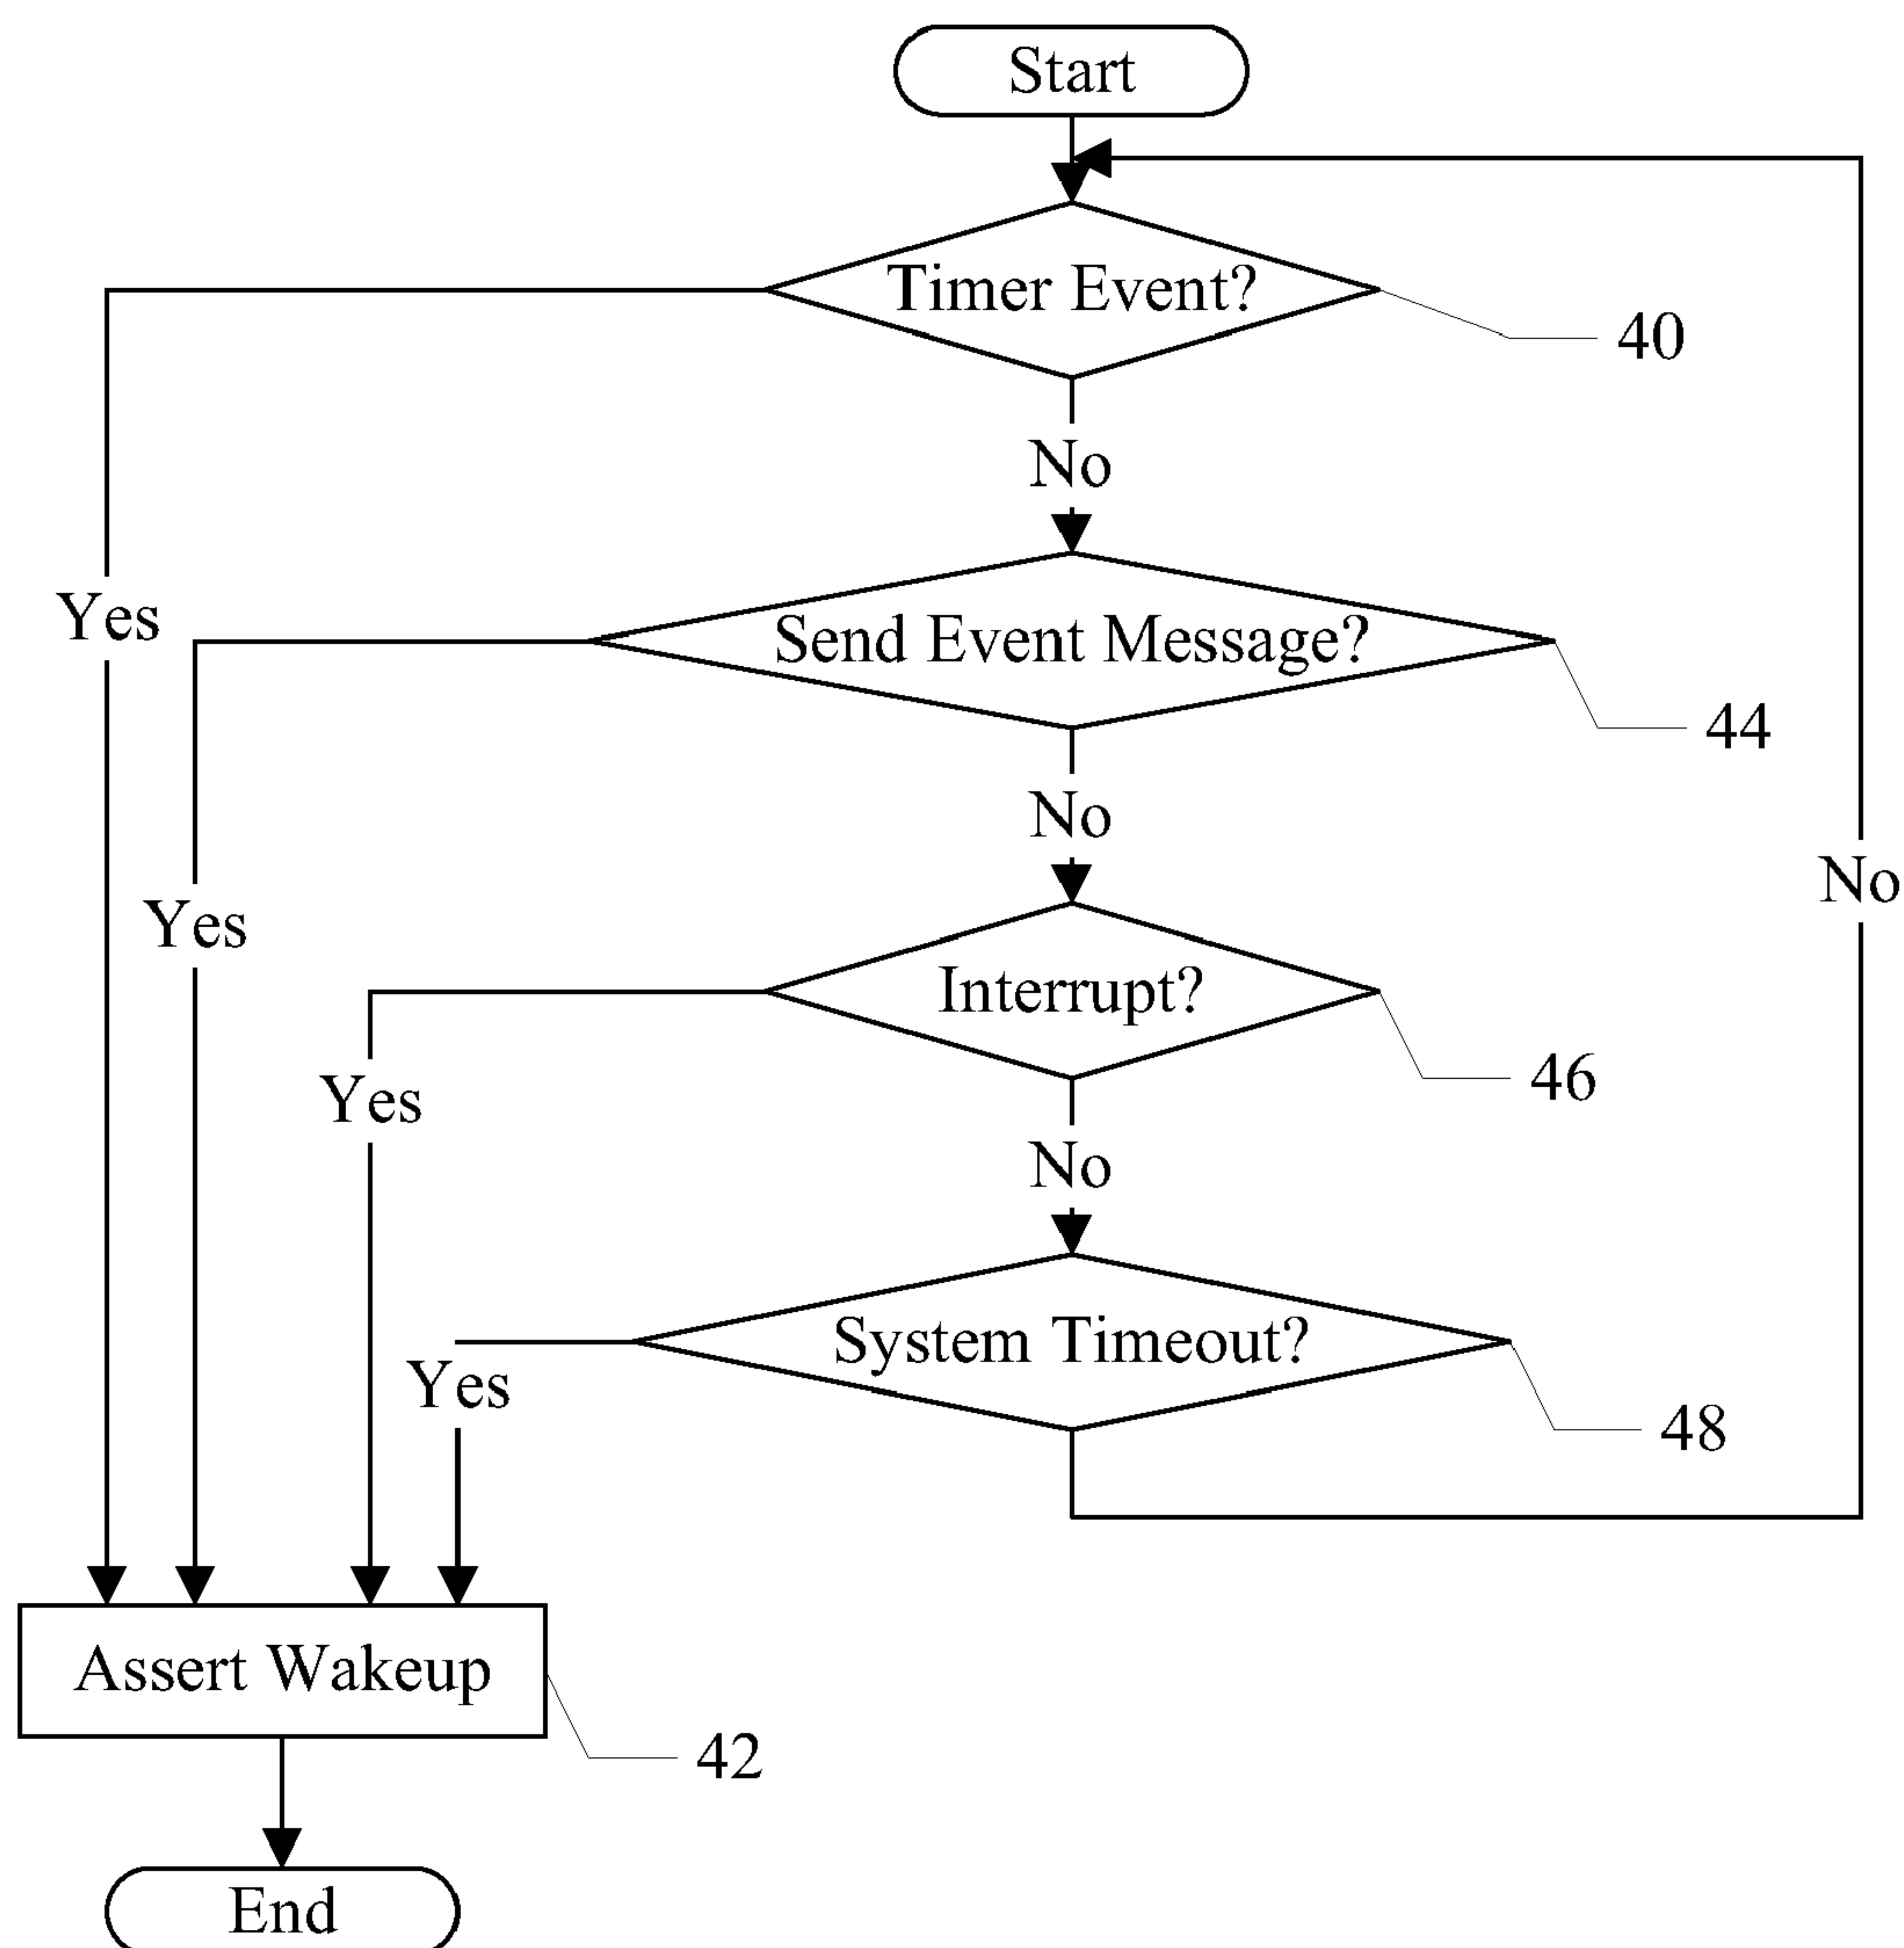 Start
Timer Event?
40
No
Yes
Send Event Message?
44
No
No
Yes
Interrupt?
46
Yes
No
System Timeout?
Yes
48
Assert Wakeup
42
End